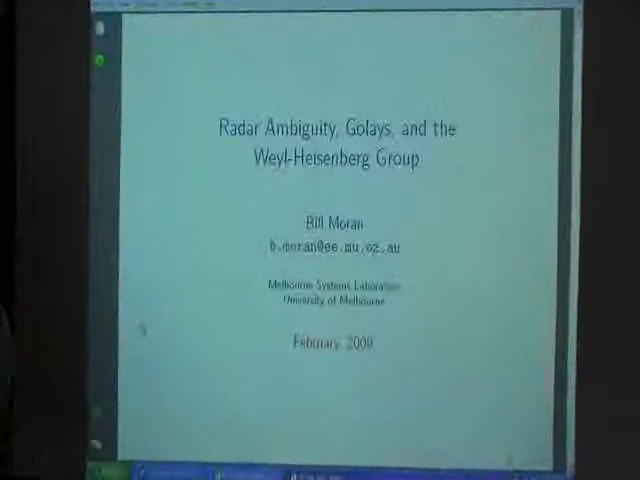 Radar Ambiguity, Golays, and the
Weyl-Heisenberg Group
Bill Moran
b.moran@ee.mu.oz.au
Melbourne Systems Laboratory
University of Melbourne
February, 2009